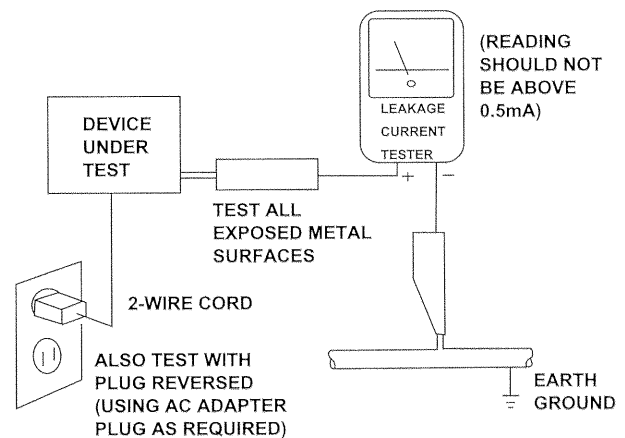 (READING
SHOULD NOT
BE ABOVE
0.5mA)
LEAKAGE
CURRENT
TESTER
+ −
DEVICE
UNDER
TEST
TEST ALL
EXPOSED METAL
SURFACES
2-WIRE CORD
ALSO TEST WITH
PLUG REVERSED
(USING AC ADAPTER
PLUG AS REQUIRED)
EARTH
GROUND